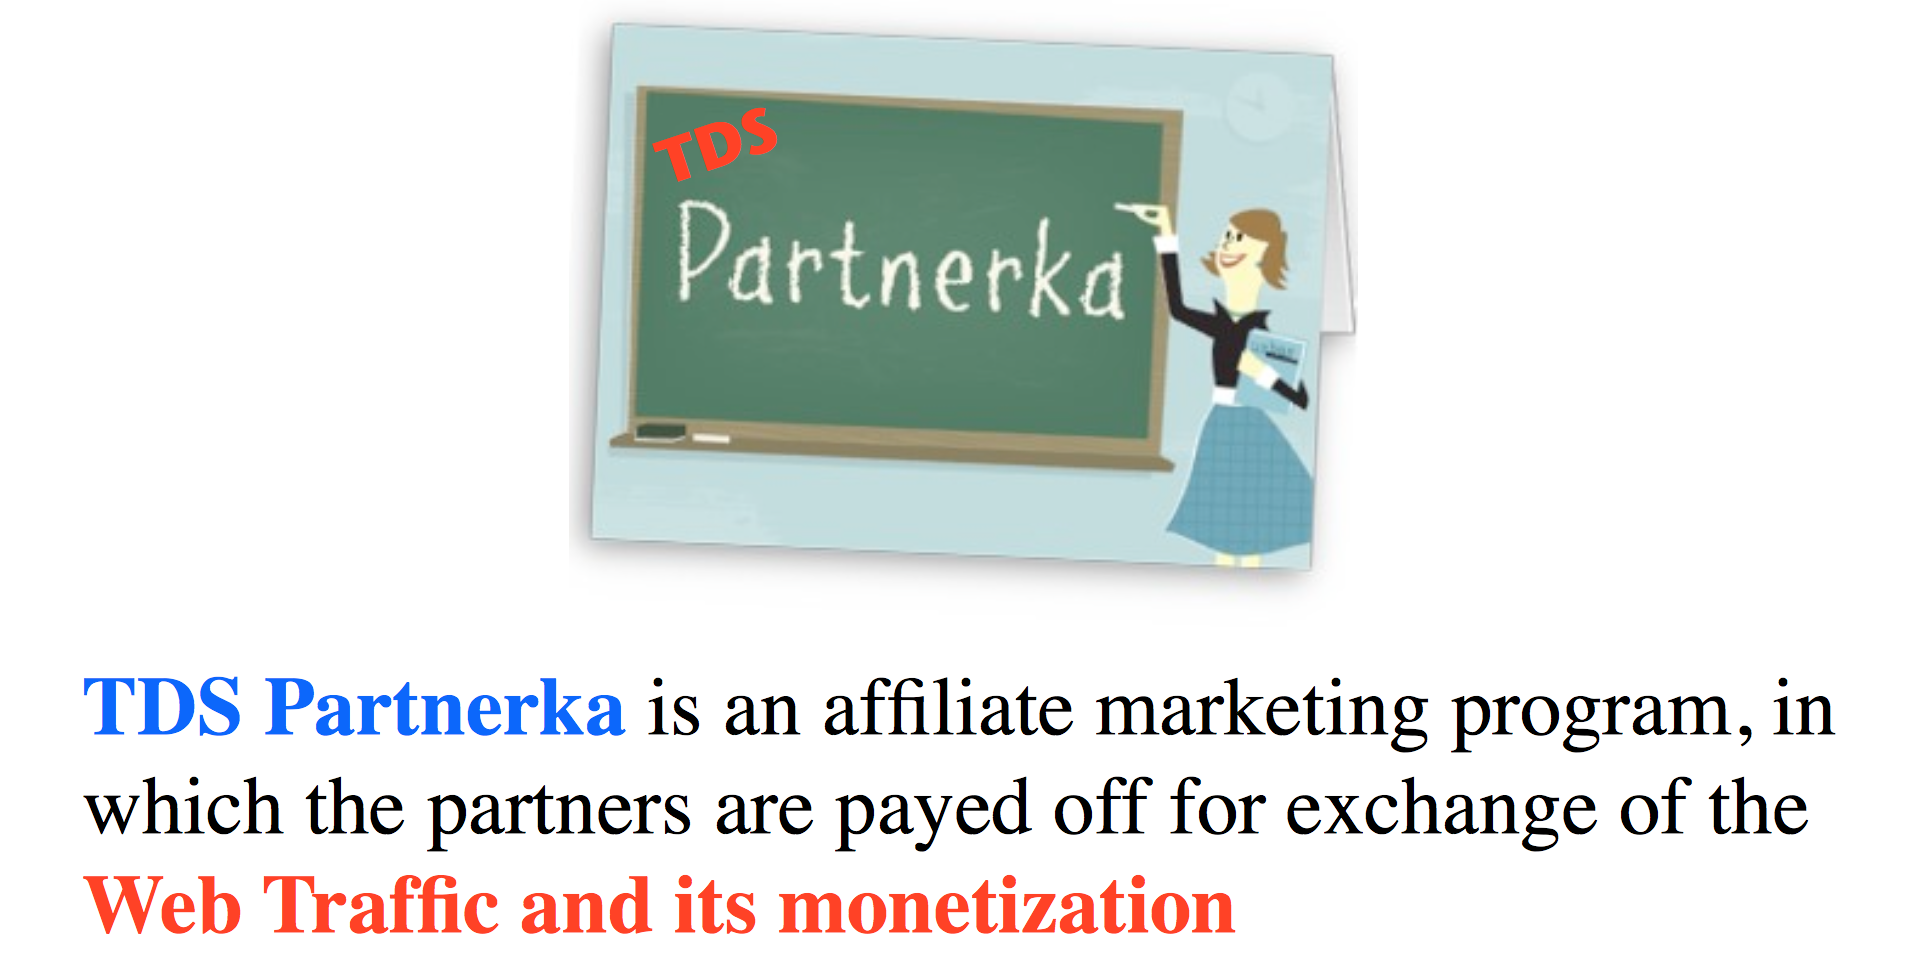 TDS
Partnerka
TDS Partnerka is an affiliate marketing program, in
which the partners are payed off for exchange of the
Web Traffic and its monetization